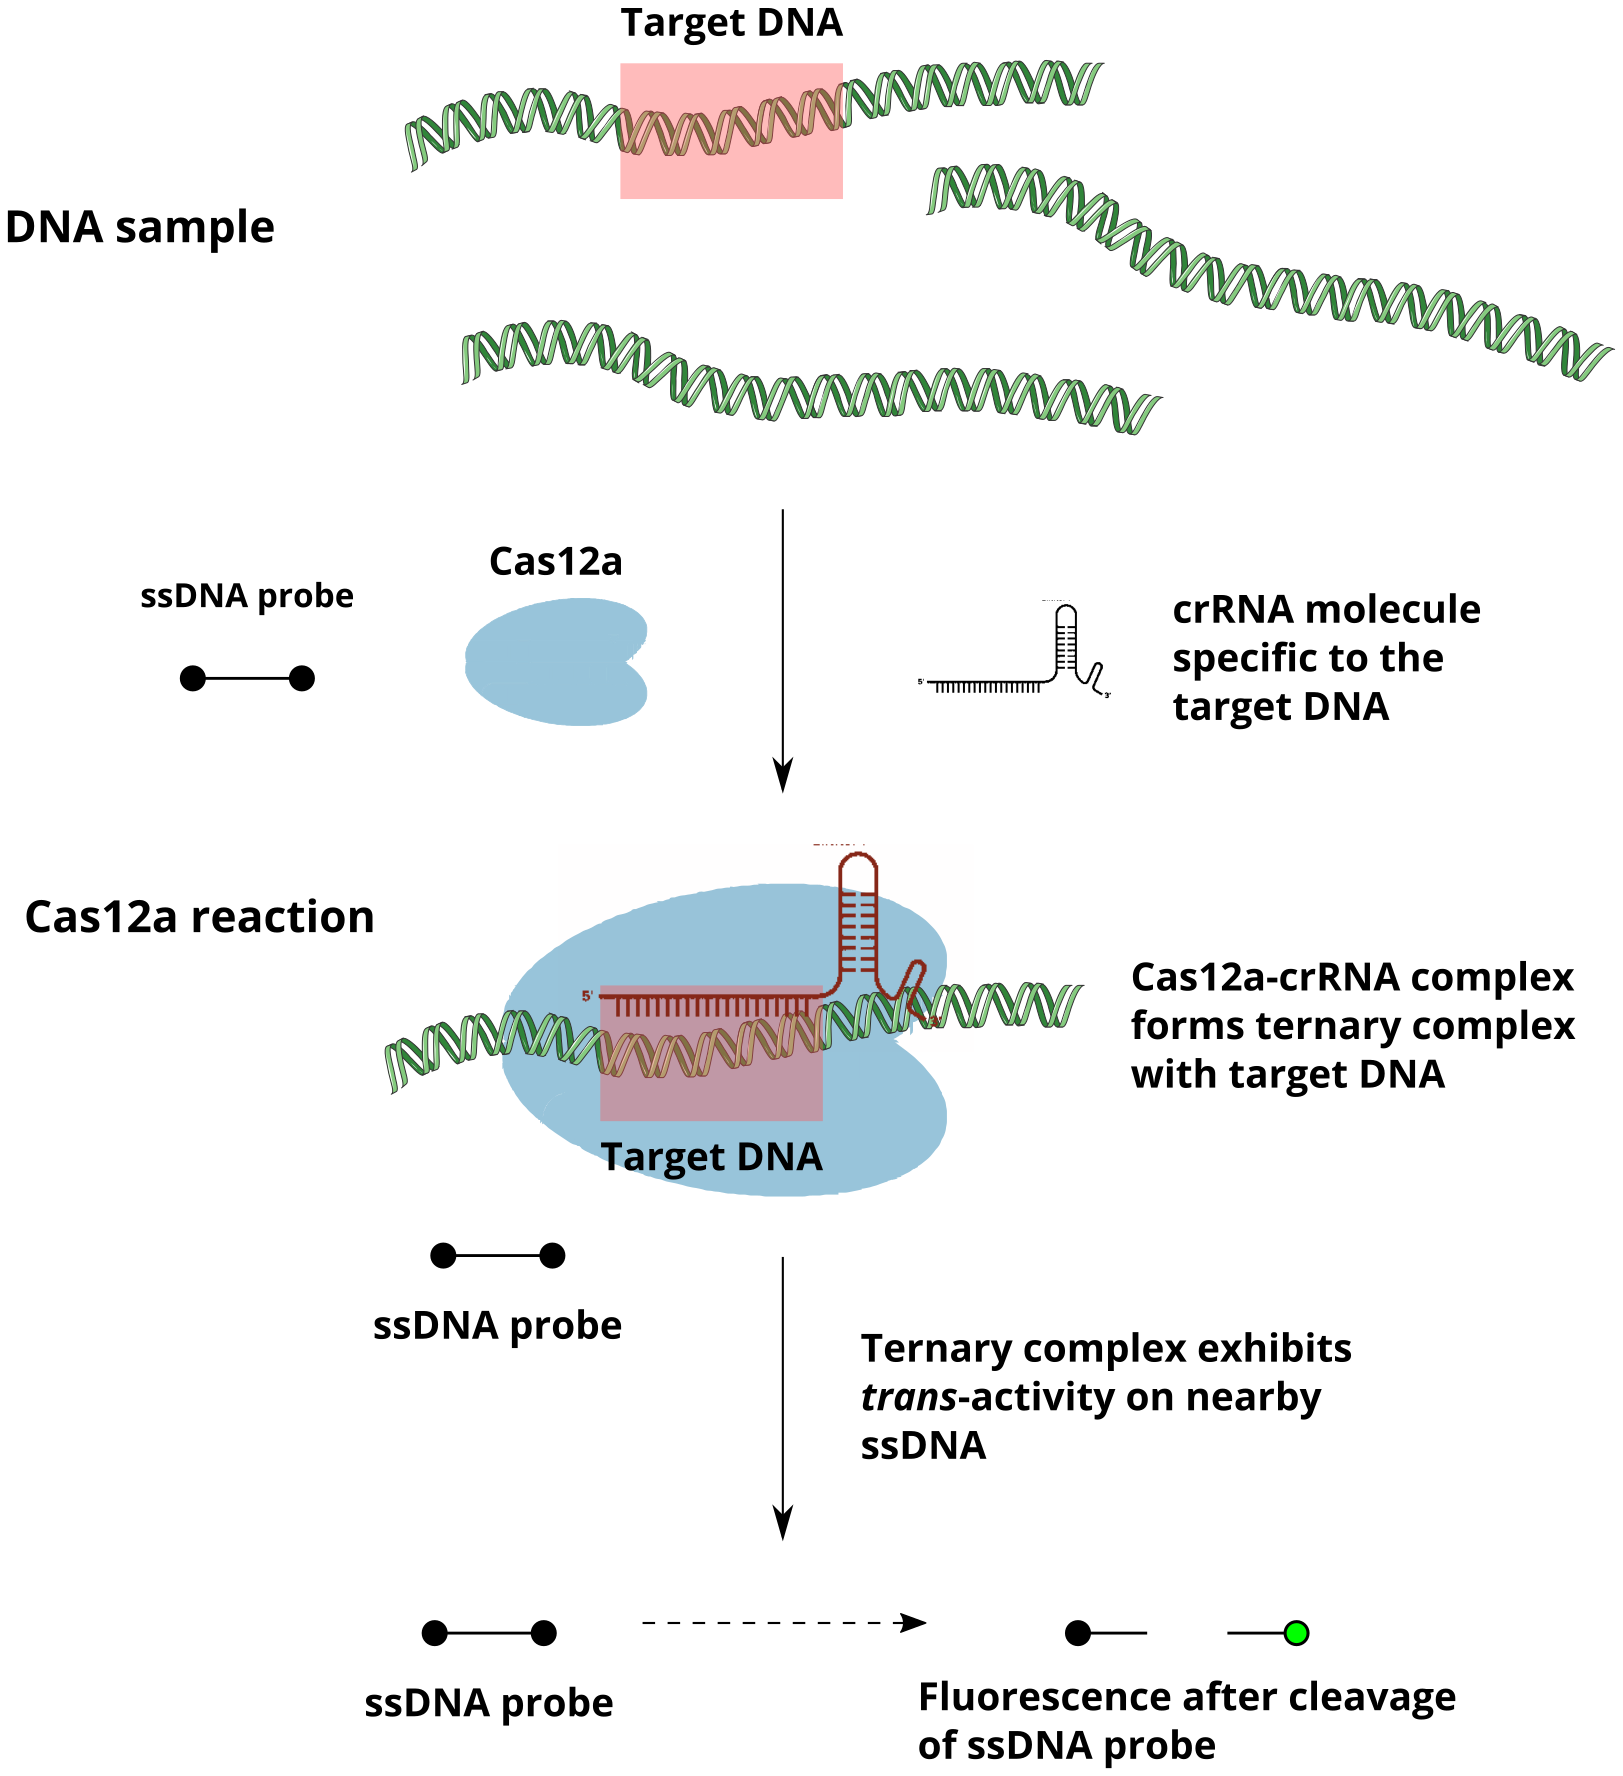 Target DNA
DNA sample
Cas12a
ssDNA probe
crRNA molecule
specific to the
target DNA
5'
3'
Cas12a reaction
5'
3'
Cas12a-crRNA complex
forms ternary complex
with target DNA
Target DNA
ssDNA probe
Ternary complex exhibits
trans-activity on nearby
ssDNA
ssDNA probe
Fluorescence after cleavage
of ssDNA probe